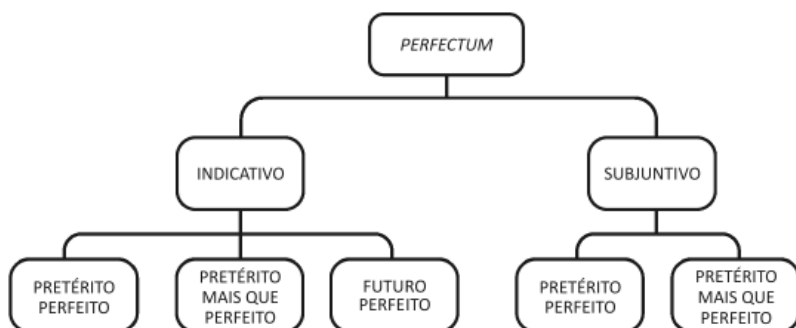 PERFECTUM
INDICATIVO
SUBJUNTIVO
PRETÉRITO
PERFEITO
PRETÉRITO
MAIS QUE
PERFEITO
FUTURO
PERFEITO
PRETÉRITO
PERFEITO
PRETÉRITO
MAIS QUE
PERFEITO